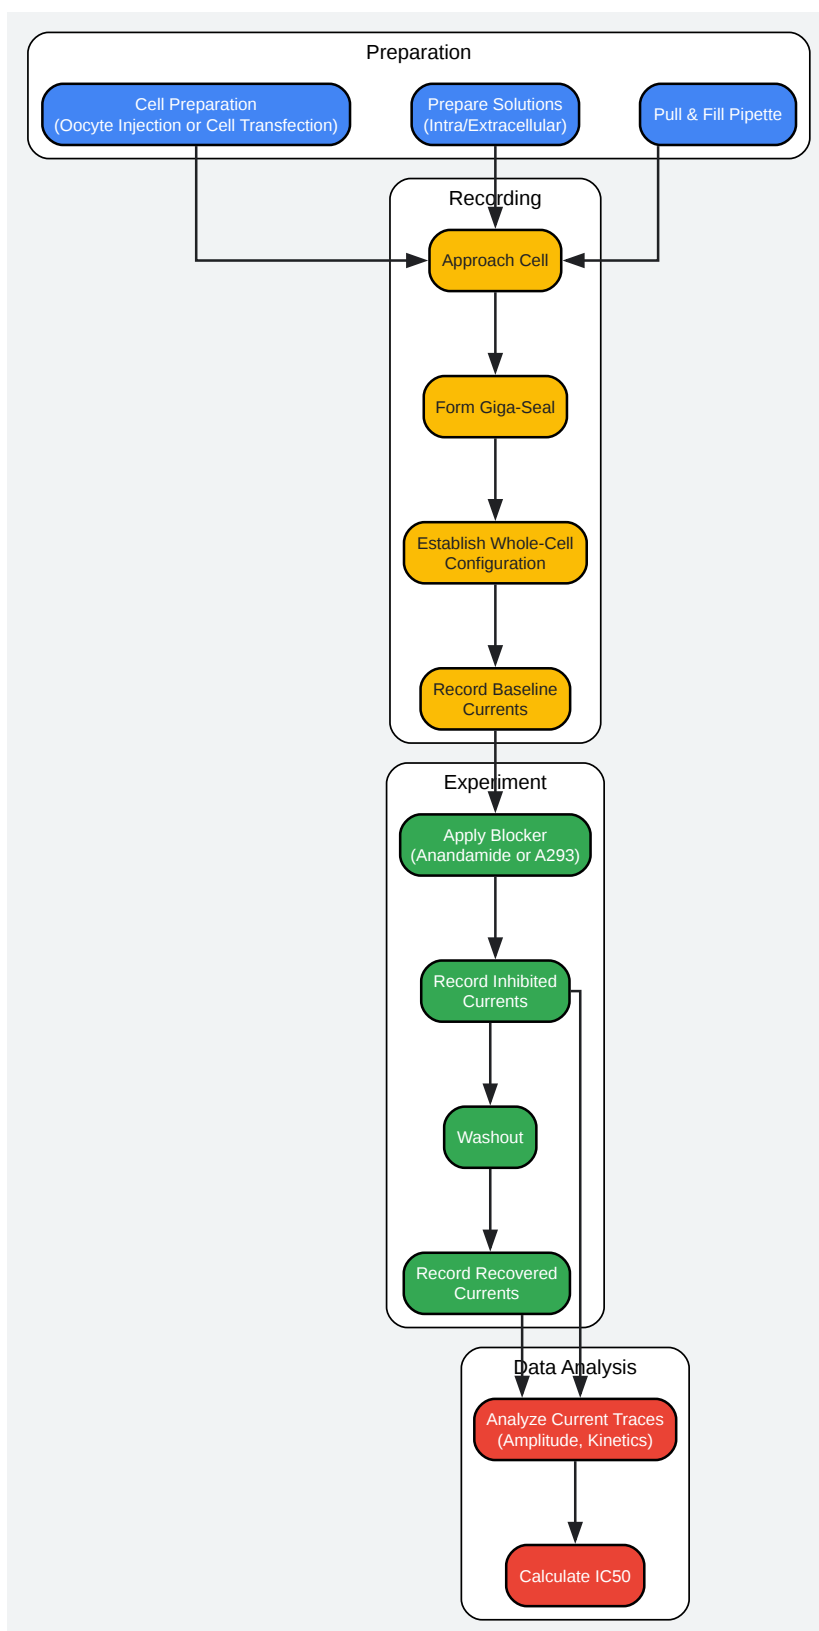 Preparation
Cell Preparation
(Oocyte Injection or Cell Transfection)
Prepare Solutions
(Intra/Extracellular)
Pull & Fill Pipette
Recording
Approach Cell
Form Giga-Seal
Establish Whole-Cell
Configuration
Record Baseline
Currents
Experiment
Apply Blocker
(Anandamide or A293)
Record Inhibited
Currents
Washout
Record Recovered
Currents
Data Analysis
Analyze Current Traces
(Amplitude, Kinetics)
Calculate IC50